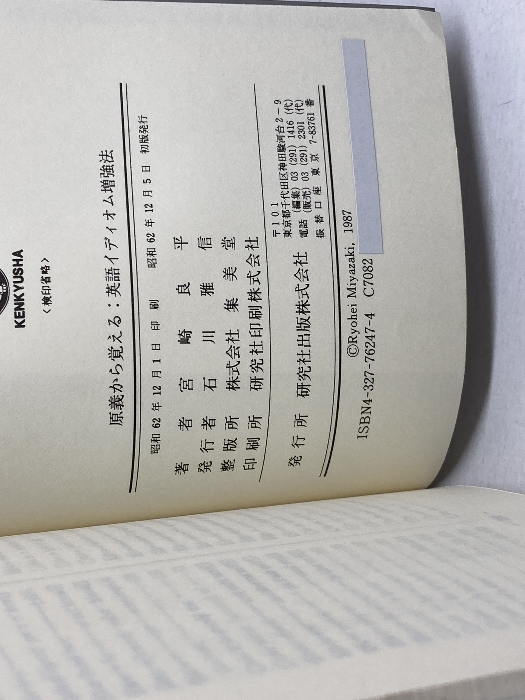 KENKYUSHA
〈検印省略〉
原義から覚える:英語イディオム増強法
昭和 62 年 12 月 1 日 印 刷 昭和 62 年 12 月 5 日 初版発行
著者 宮崎良平
発行者 石川雅信
整版所 株式会社 集美堂
印刷所 研究社印刷株式会社
発行所 研究社出版株式会社
〒101
東京都千代田区神田駿河台2-9
電話 (編集) 03 (291) 1416 (代)
(販売) 03 (291) 2301 (代)
振替口座 東京 7-83761番
©Ryohei Miyazaki, 1987
ISBN4-327-76247-4 C7082